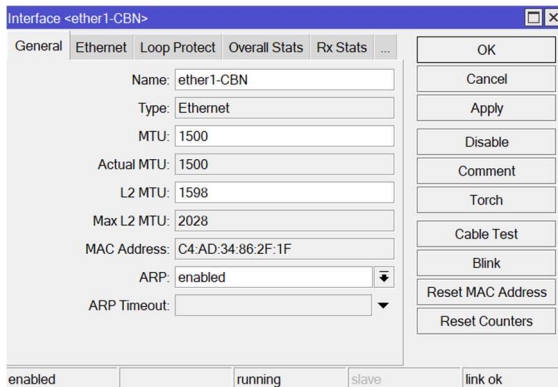 Interface <ether1-CBN>
General Ethernet Loop Protect Overall Stats Rx Stats ...
Name: ether1-CBN
Type: Ethernet
MTU: 1500
Actual MTU: 1500
L2 MTU: 1598
Max L2 MTU: 2028
MAC Address: C4:AD:34:86:2F:1F
ARP: enabled
ARP Timeout:
OK
Cancel
Apply
Disable
Comment
Torch
Cable Test
Blink
Reset MAC Address
Reset Counters
enabled running slave link ok